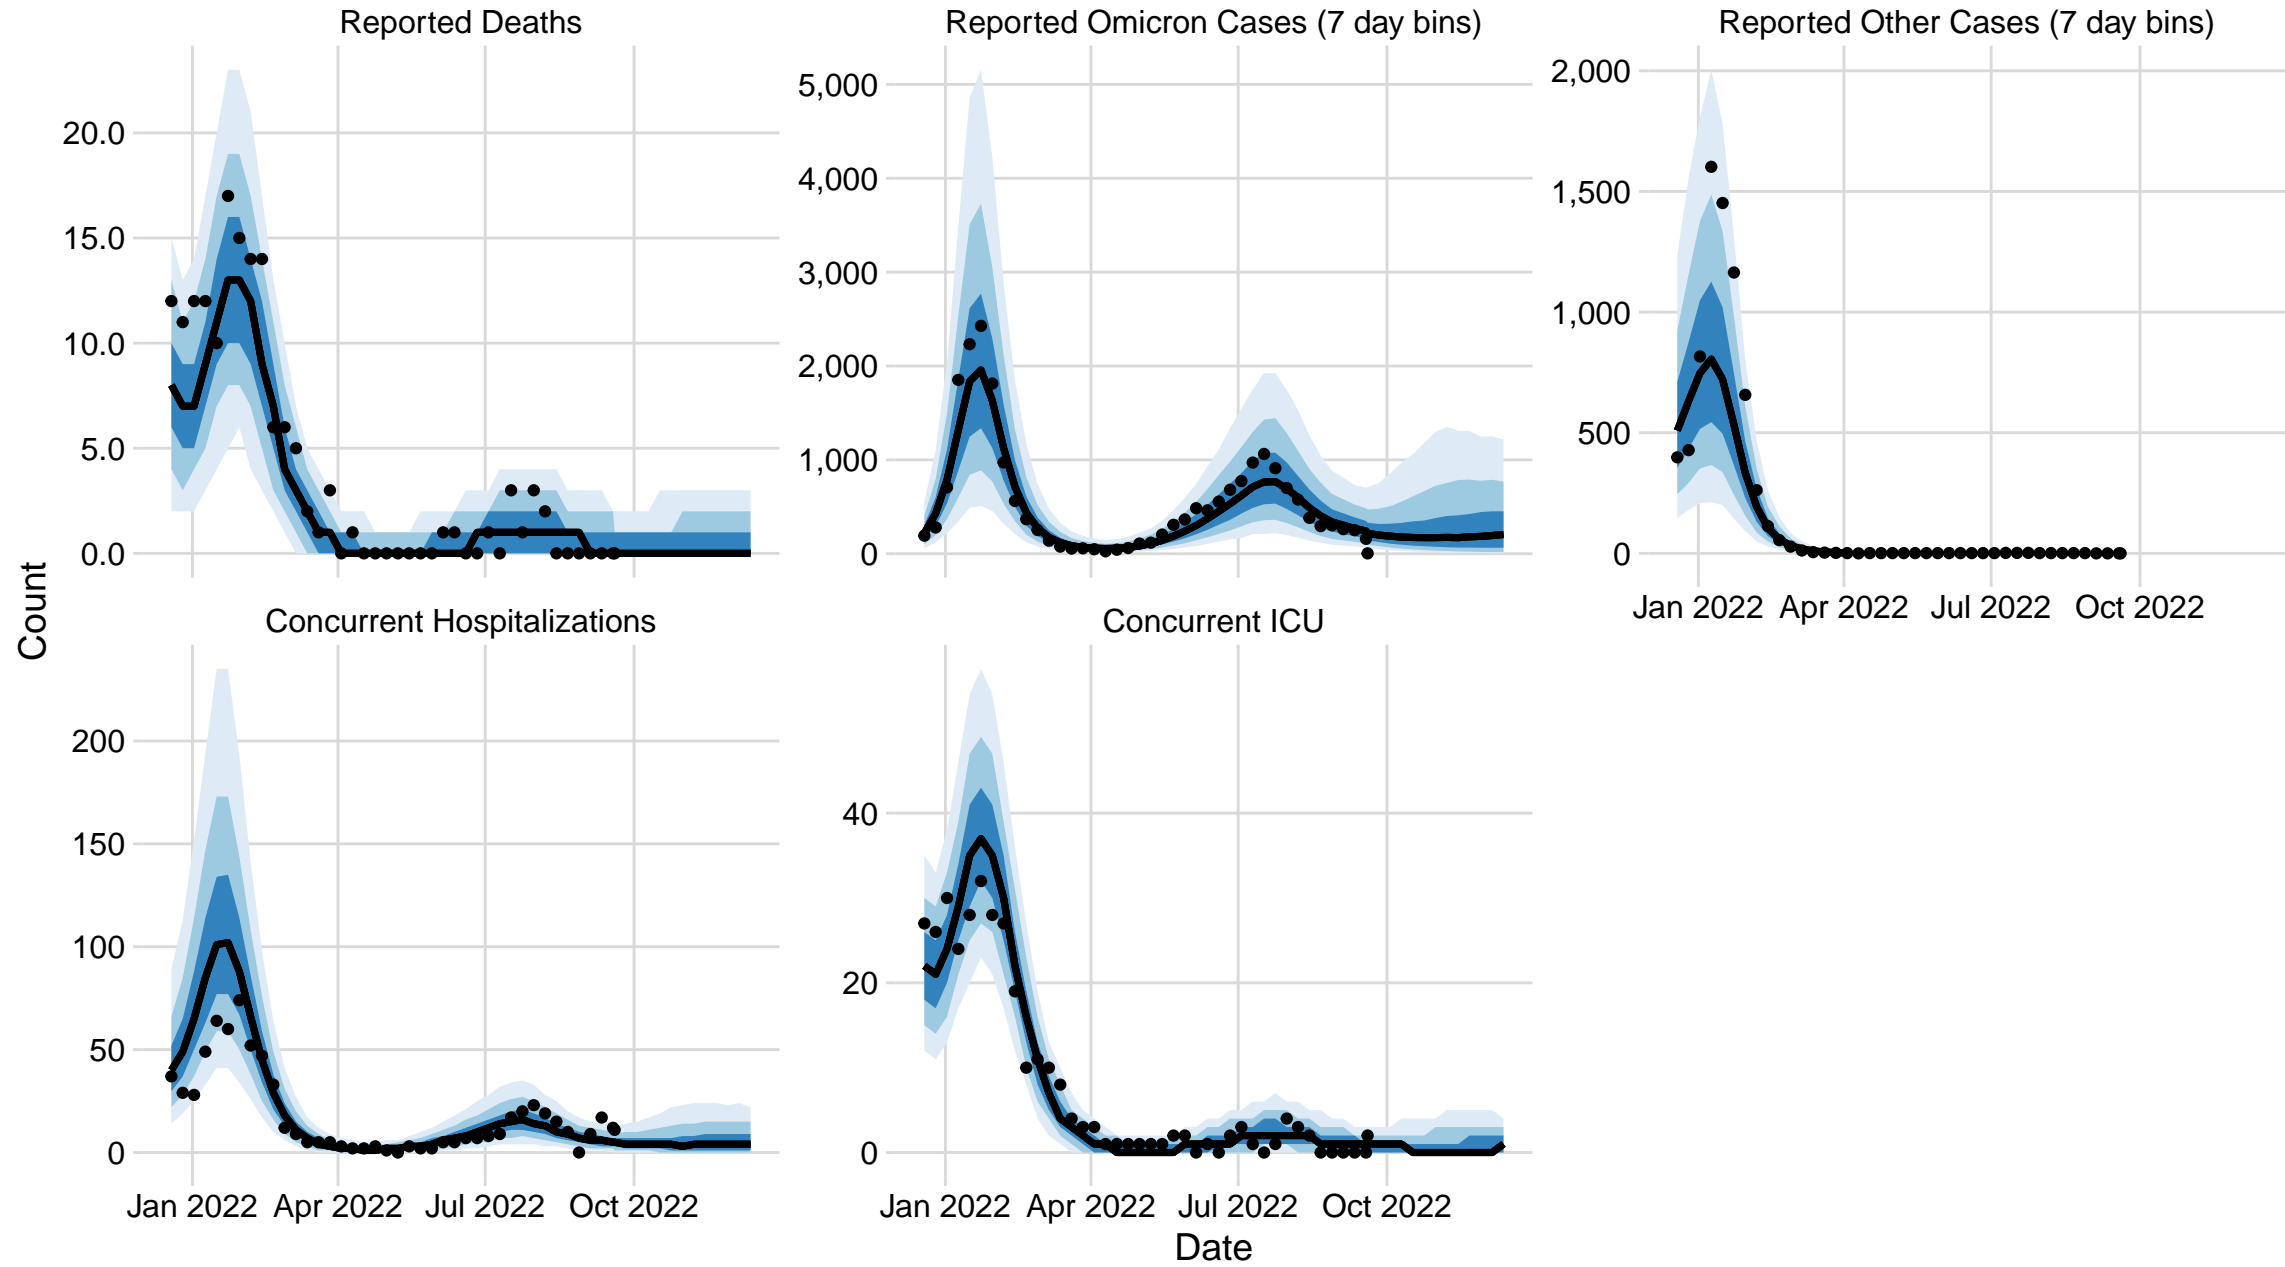 Reported Deaths
Reported Omicron Cases (7 day bins)
Reported Other Cases (7 day bins)
20.0
15.0
10.0
5.0
0.0
5,000
4,000
3,000
2,000
1,000
0
2,000
1,500
1,000
500
0
Jan 2022 Apr 2022 Jul 2022 Oct 2022
Count
Concurrent Hospitalizations
Concurrent ICU
200
150
100
50
0
40
20
0
Jan 2022 Apr 2022 Jul 2022 Oct 2022
Jan 2022 Apr 2022 Jul 2022 Oct 2022
Date